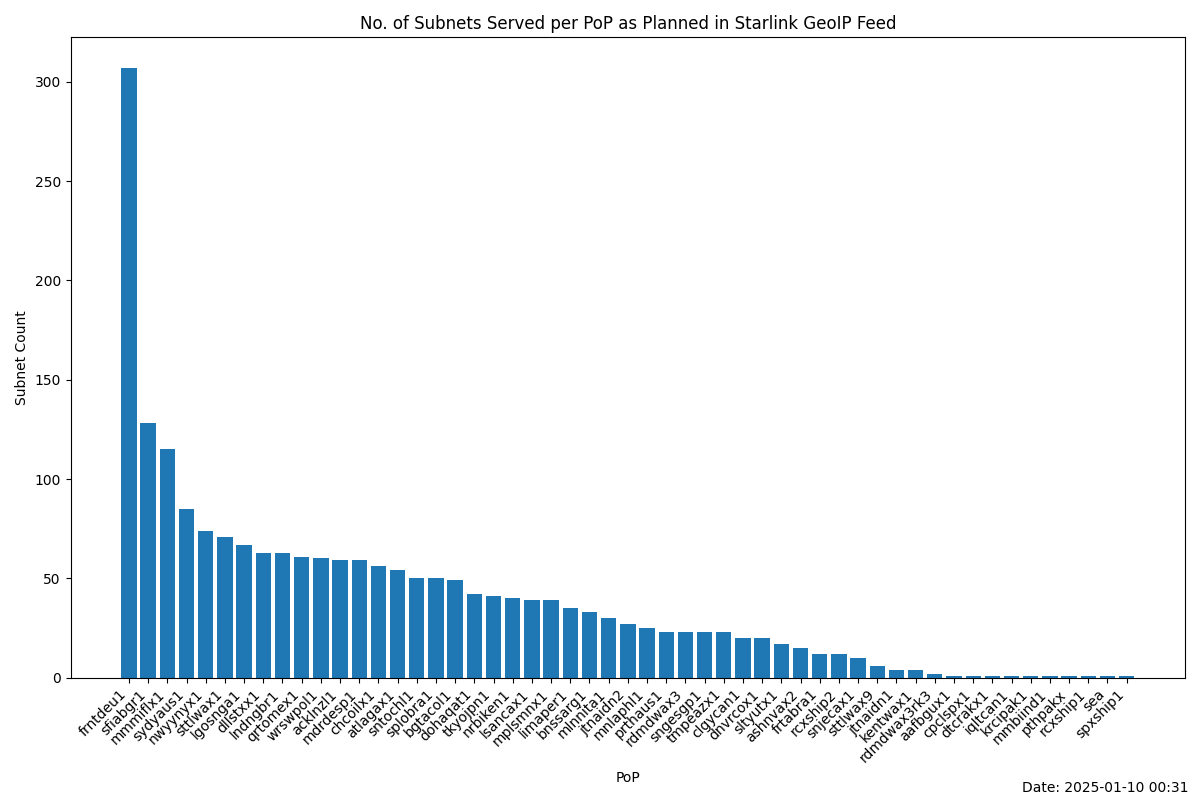 No. of Subnets Served per PoP as Planned in Starlink GeoIP Feed
300
250
200
150
100
50
0
Subnet Count
frntdeu1
sfiabgr1
mmmiflx1
sydyaus1
nwyynyx1
sttlwax1
lgosnga1
dllstxx1
lndngbr1
qrtomex1
wrswpol1
acklnzl1
mdrdesp1
chcoilx1
atlagax1
sntochl1
splobra1
bgtacol1
dohaqat1
tkyojpn1
nrbiken1
lsancax1
mplsmnx1
limaper1
bnssarg1
mlnnita1
jtnaidn2
mnlaphl1
prthaus1
rdmdwax3
sngesgp1
tmpeazx1
clgycan1
dnvrcox1
sltyutx1
ashnvax2
frtabra1
rcxship2
snjecax1
sttlwax9
jtnaidn1
kentwax1
rdmdwax3rk3
aafbgux1
cpclspx1
dtcrakx1
iqltcan1
krcipak1
mmbiind1
pthpakx
rcxship1
sea
spxship1
PoP
Date: 2025-01-10 00:31